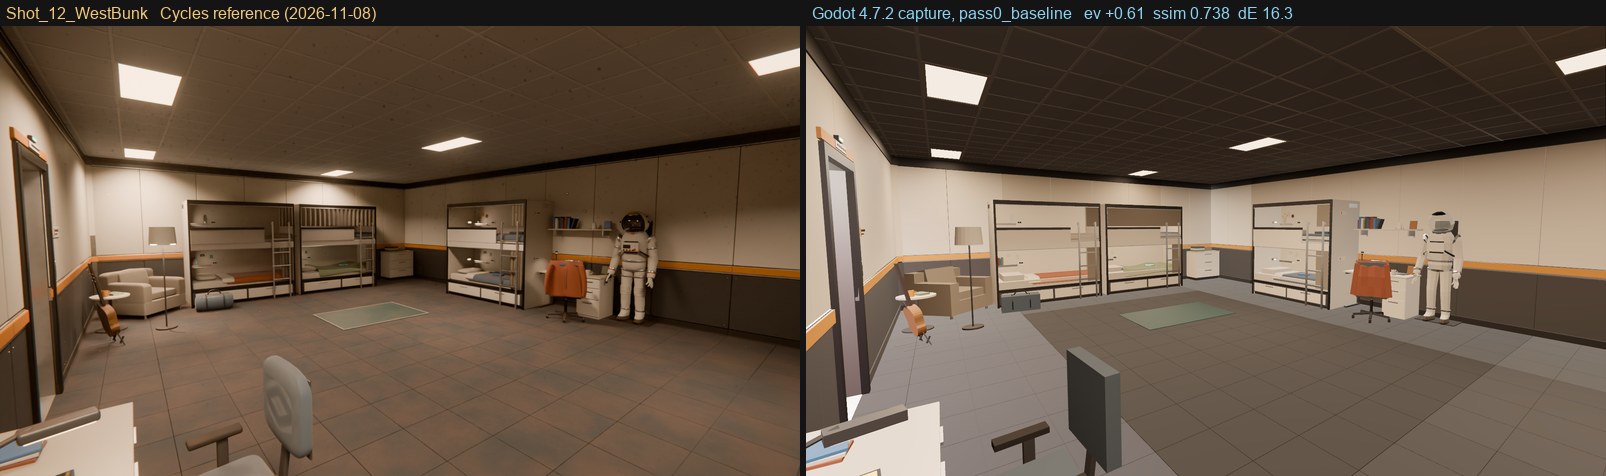 Shot_12_WestBunk Cycles reference (2026-11-08)
Godot 4.7.2 capture, pass0_baseline ev +0.61 ssim 0.738 dE 16.3